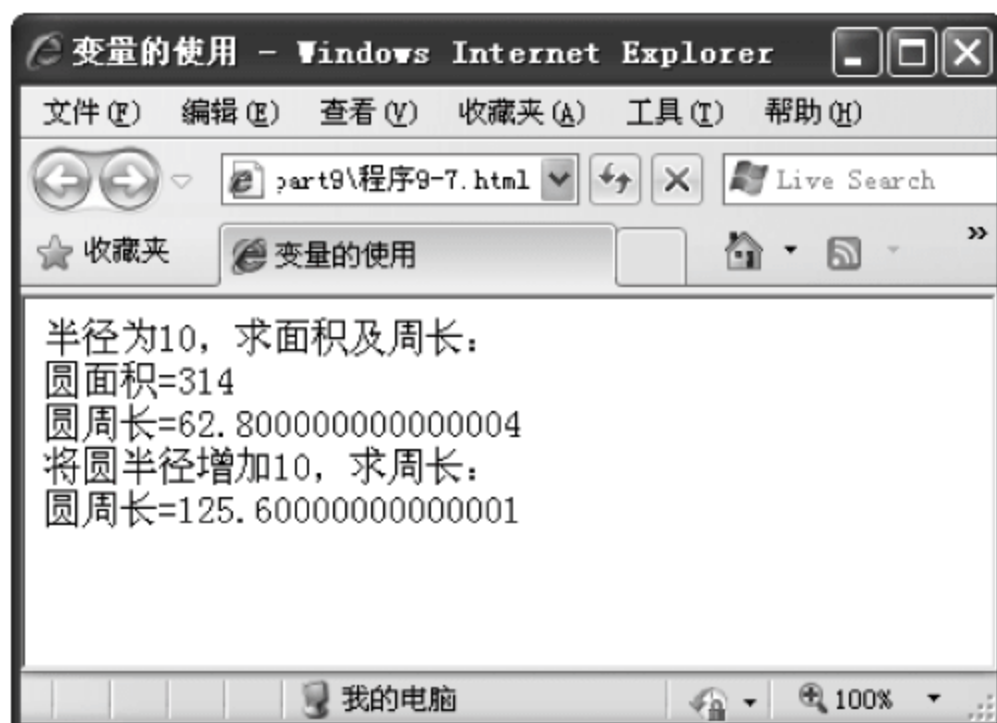 变量的使用 - Windows Internet Explorer
文件(F) 编辑(E) 查看(V) 收藏夹(A) 工具(T) 帮助(H)
part9\程序9-7.html Live Search
收藏夹 变量的使用 »
半径为10，求面积及周长：
圆面积=314
圆周长=62.800000000000004
将圆半径增加10，求周长：
圆周长=125.60000000000001
我的电脑 100%